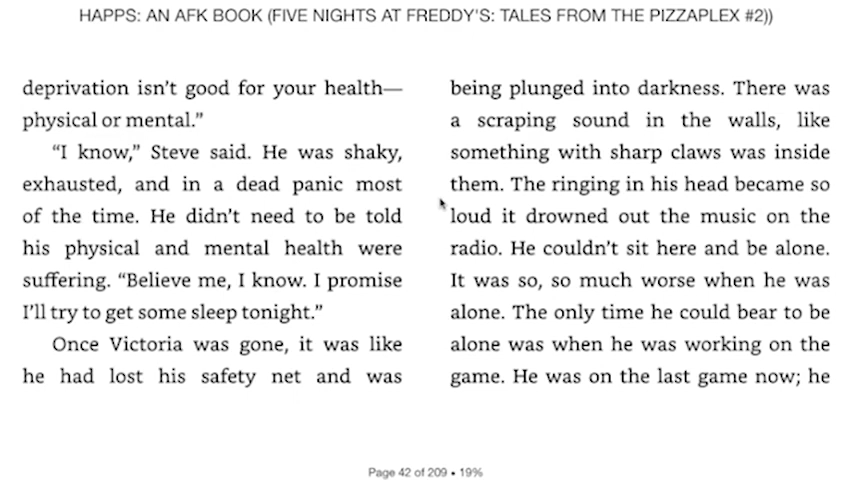 HAPPS: AN AFK BOOK (FIVE NIGHTS AT FREDDY'S: TALES FROM THE PIZZAPLEX #2))
deprivation isn't good for your health—
physical or mental."
"I know," Steve said. He was shaky,
exhausted, and in a dead panic most
of the time. He didn't need to be told
his physical and mental health were
suffering. "Believe me, I know. I promise
I'll try to get some sleep tonight."
Once Victoria was gone, it was like
he had lost his safety net and was
being plunged into darkness. There was
a scraping sound in the walls, like
something with sharp claws was inside
them. The ringing in his head became so
loud it drowned out the music on the
radio. He couldn't sit here and be alone.
It was so, so much worse when he was
alone. The only time he could bear to be
alone was when he was working on the
game. He was on the last game now; he
Page 42 of 209 • 19%